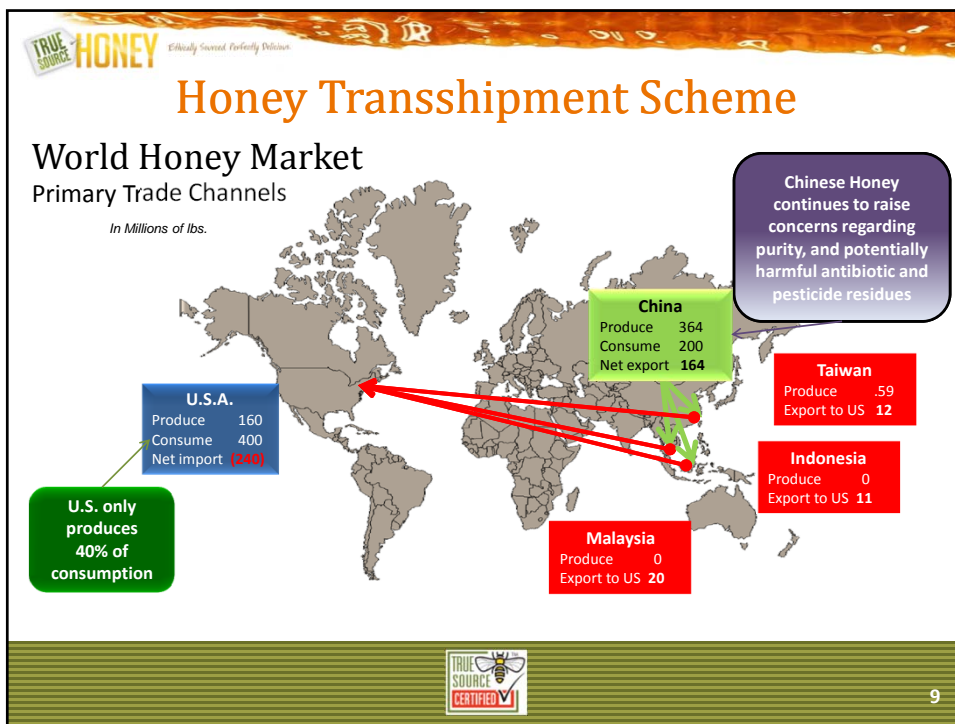 TRUE
SOURCE
HONEY
Ethically Sourced Perfectly Delicious
Honey Transshipment Scheme
World Honey Market
Primary Trade Channels
In Millions of lbs.
Chinese Honey
continues to raise
concerns regarding
purity, and potentially
harmful antibiotic and
pesticide residues
China
Produce 364
Consume 200
Net export 164
Taiwan
Produce .59
Export to US 12
U.S.A.
Produce 160
Consume 400
Net import (240)
Indonesia
Produce 0
Export to US 11
U.S. only
produces
40% of
consumption
Malaysia
Produce 0
Export to US 20
TRUE
SOURCE
CERTIFIED
9